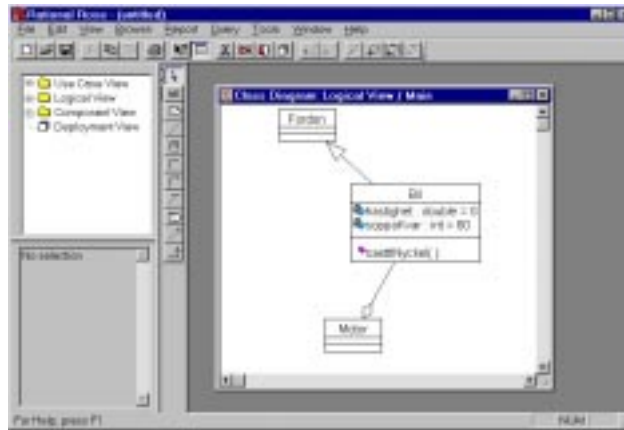 Rational Rose - (untitled)
File Edit View Browse Report Query Tools Window Help
Use Case View
Logical View
Component View
Deployment View
Class Diagram: Logical View / Main
Fordon
Bil
hastighet double = 0
int = 60
Motor
No selection
For Help, press F1
NUM